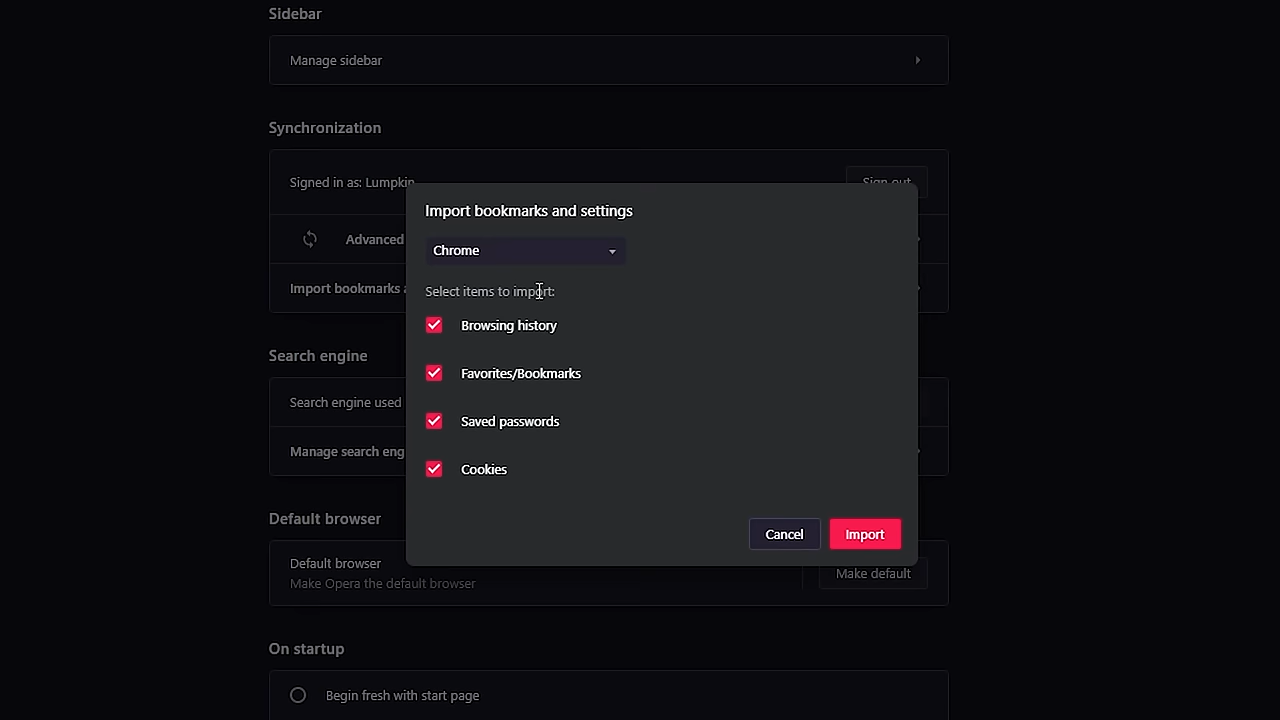 Sidebar
Manage sidebar
Synchronization
Signed in as: Lumpkin
Sign out
Import bookmarks and settings
Advanced
Chrome
Import bookmarks
Select items to import:
Browsing history
Search engine
Favorites/Bookmarks
Search engine used
Saved passwords
Manage search eng
Cookies
Default browser
Cancel
Import
Default browser
Make Opera the default browser
Make default
On startup
Begin fresh with start page